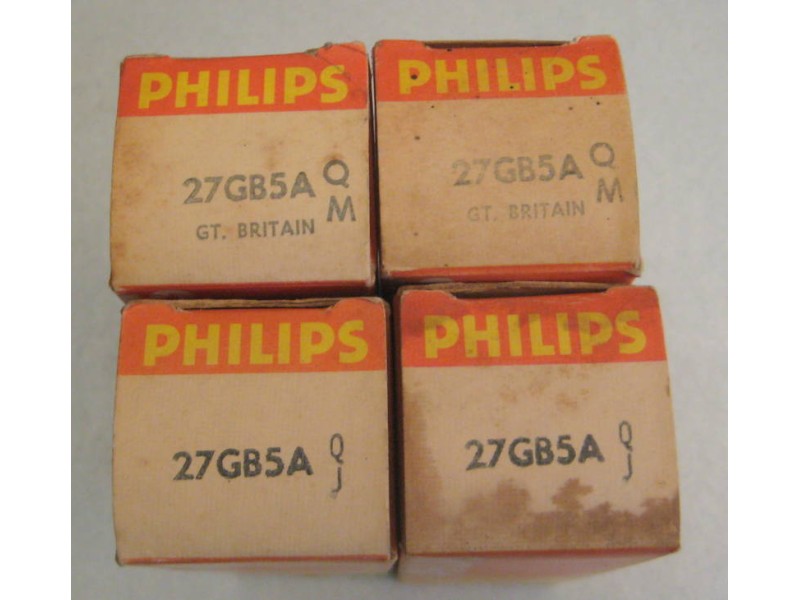 PHILIPS
27GB5A Q
M
GT. BRITAIN
PHILIPS
27GB5A Q
M
GT. BRITAIN
PHILIPS
27GB5A Q
J
PHILIPS
27GB5A Q
J